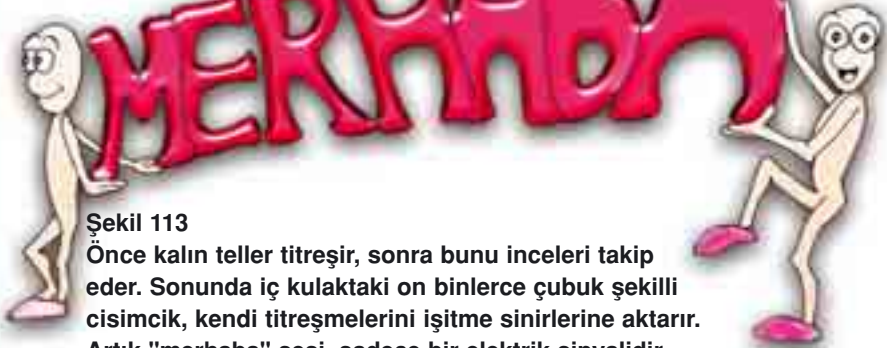 MERHABA
Şekil 113
Önce kalın teller titreşir, sonra bunu inceleri takip
eder. Sonunda iç kulaktaki on binlerce çubuk şekilli
cisimcik, kendi titreşmelerini işitme sinirlerine aktarır.
Artık "merhaba" sesi, sadece bir elektrik sinyalidir.